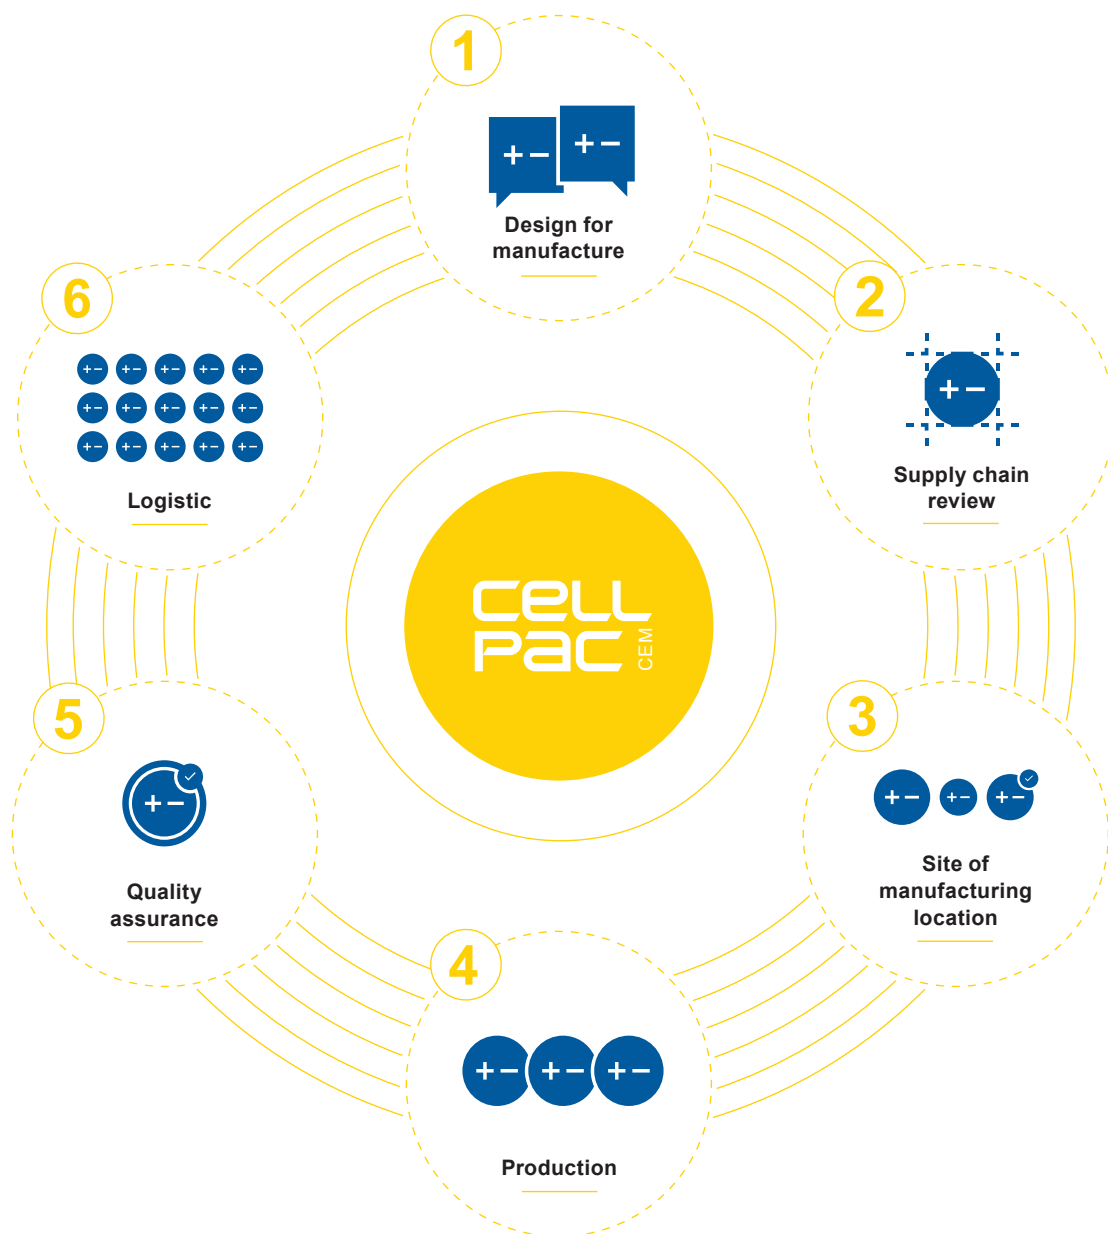 1
Design for
manufacture
2
Supply chain
review
3
Site of
manufacturing
location
4
Production
5
Quality
assurance
6
Logistic
CELL
PAC
CEM